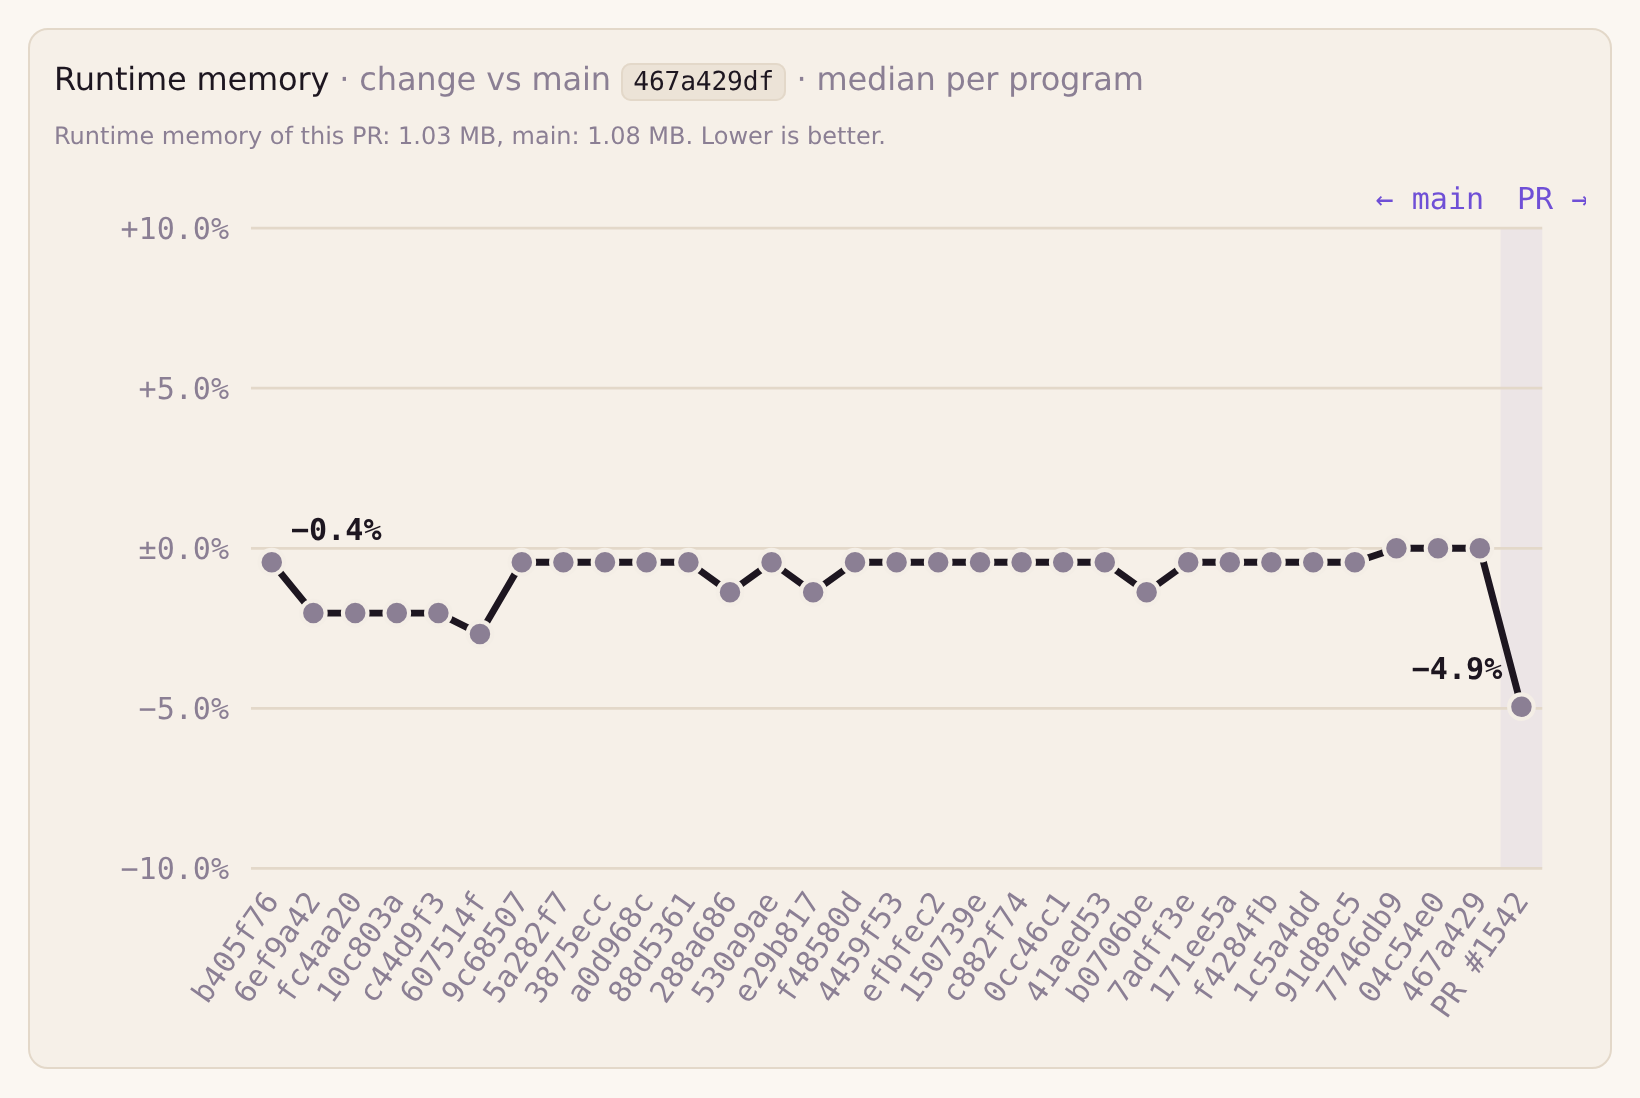 Runtime memory · change vs main 467a429df · median per program
Runtime memory of this PR: 1.03 MB, main: 1.08 MB. Lower is better.
← main PR →
+10.0%
+5.0%
−0.4%
±0.0%
−4.9%
−5.0%
−10.0%
b405f76
6ef9a42
fc4aa20
10c803a
c44d9f3
607514f
9c68507
5a282f7
3875ecc
a0d968c
88d5361
288a686
530a9ae
e29b817
f48580d
4459f53
efbfec2
150739e
c882f74
0cc46c1
41aed53
b0706be
7adff3e
171ee5a
f4284fb
1c5a4dd
91d88c5
7746db9
04c54e0
467a429
PR #1542